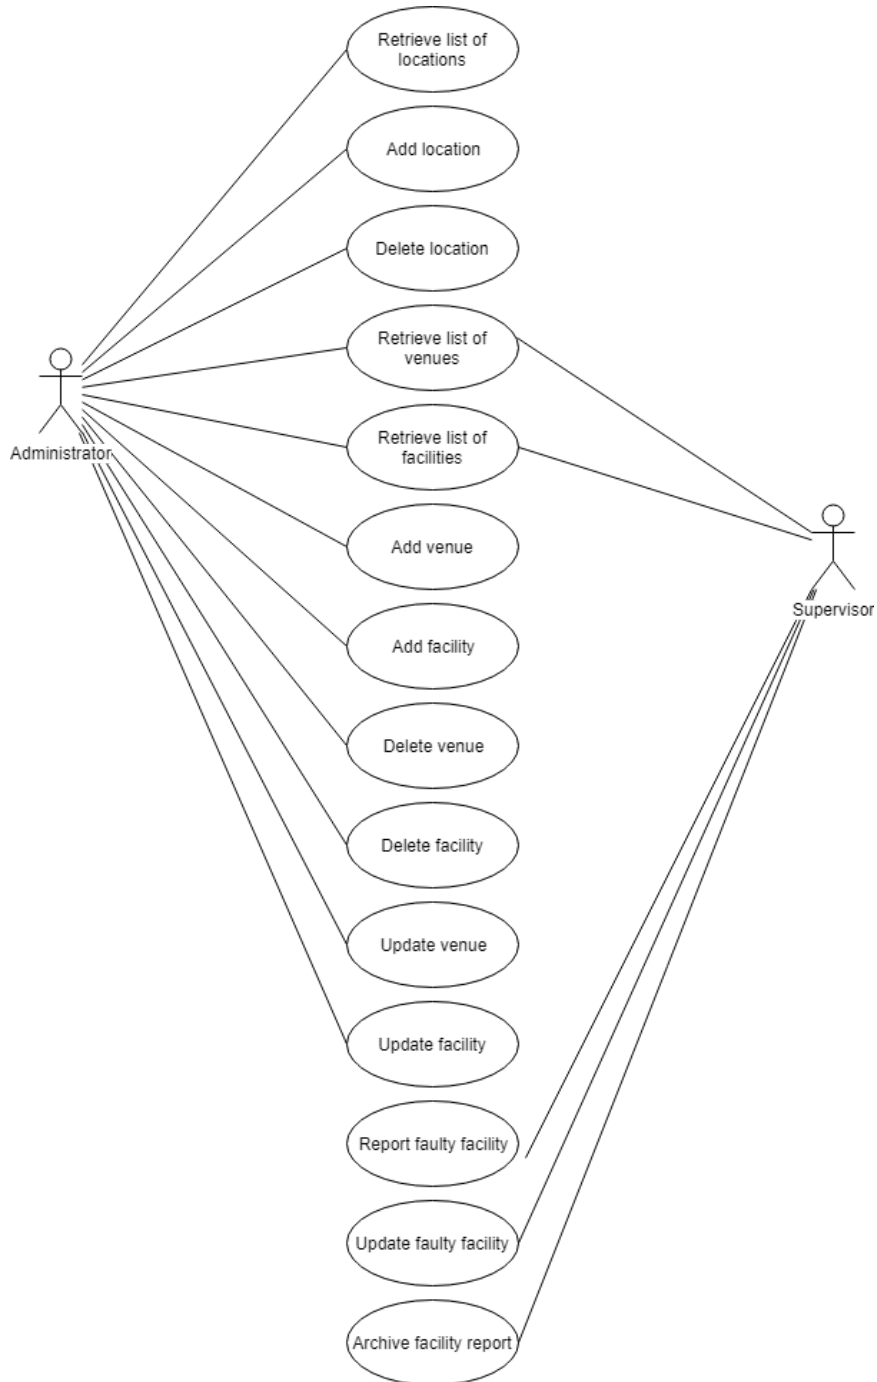 Retrieve list of
locations
Add location
Delete location
Retrieve list of
venues
Administrator
Retrieve list of
facilities
Add venue
Supervisor
Add facility
Delete venue
Delete facility
Update venue
Update facility
Report faulty facility
Update faulty facility
Archive facility report